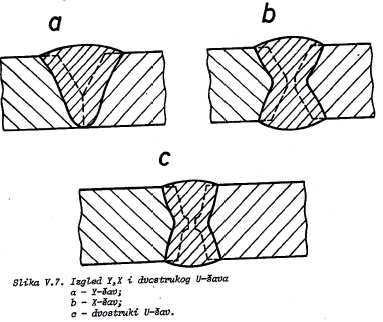 a
b
c
Slika V.7. Izgled Y,X i dvostrukog U-šava
a - Y-šav;
b - X-šav;
c - dvostruki U-šav.